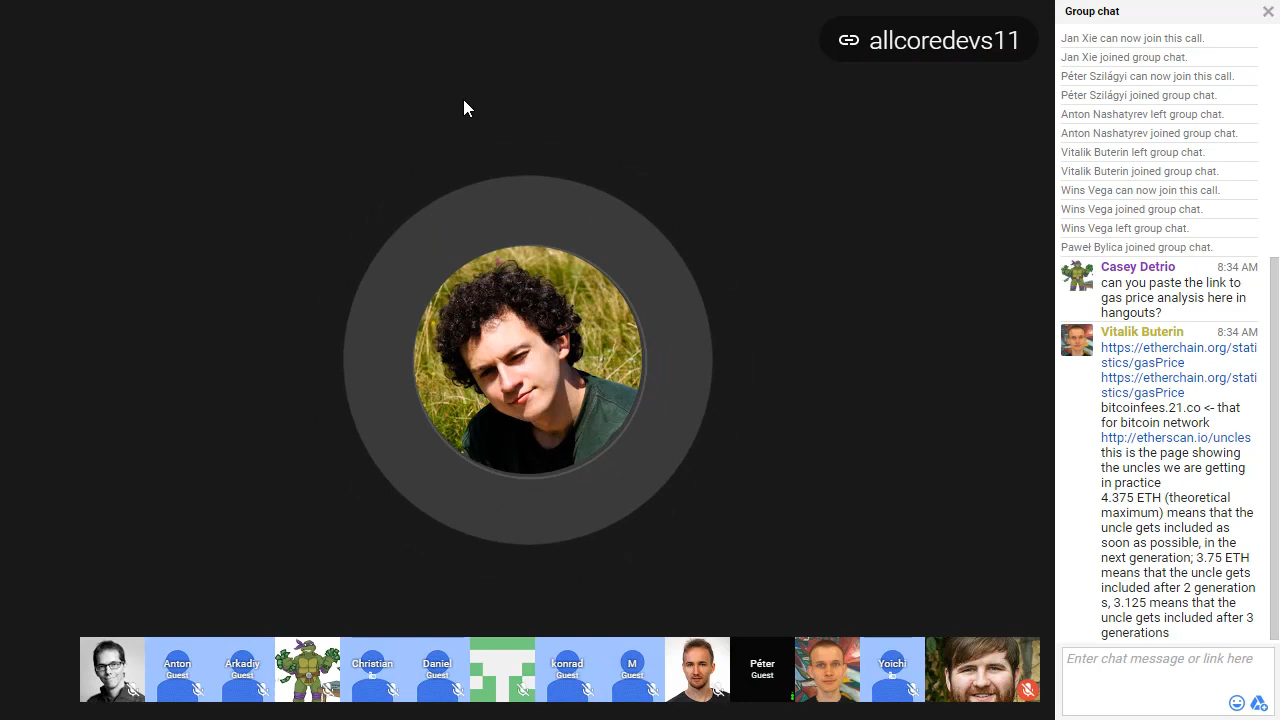 allcoredevs11
Group chat
Jan Xie can now join this call.
Jan Xie joined group chat.
Péter Szilágyi can now join this call.
Péter Szilágyi joined group chat.
Anton Nashatyrev left group chat.
Anton Nashatyrev joined group chat.
Vitalik Buterin left group chat.
Vitalik Buterin joined group chat.
Wins Vega can now join this call.
Wins Vega joined group chat.
Wins Vega left group chat.
Paweł Bylica joined group chat.
Casey Detrio 8:34 AM
can you paste the link to
gas price analysis here in
hangouts?
Vitalik Buterin 8:34 AM
https://etherchain.org/stati
stics/gasPrice
https://etherchain.org/stati
stics/gasPrice
bitcoinfees.21.co <- that
for bitcoin network
http://etherscan.io/uncles
this is the page showing
the uncles we are getting
in practice
4.375 ETH (theoretical
maximum) means that the
uncle gets included as
soon as possible, in the
next generation; 3.75 ETH
means that the uncle gets
included after 2 generation
s, 3.125 means that the
uncle gets included after 3
generations
Enter chat message or link here
Anton
Guest
Arkadiy
Guest
Christian
Guest
Daniel
Guest
konrad
Guest
M
Guest
Péter
Guest
Yoichi
Guest